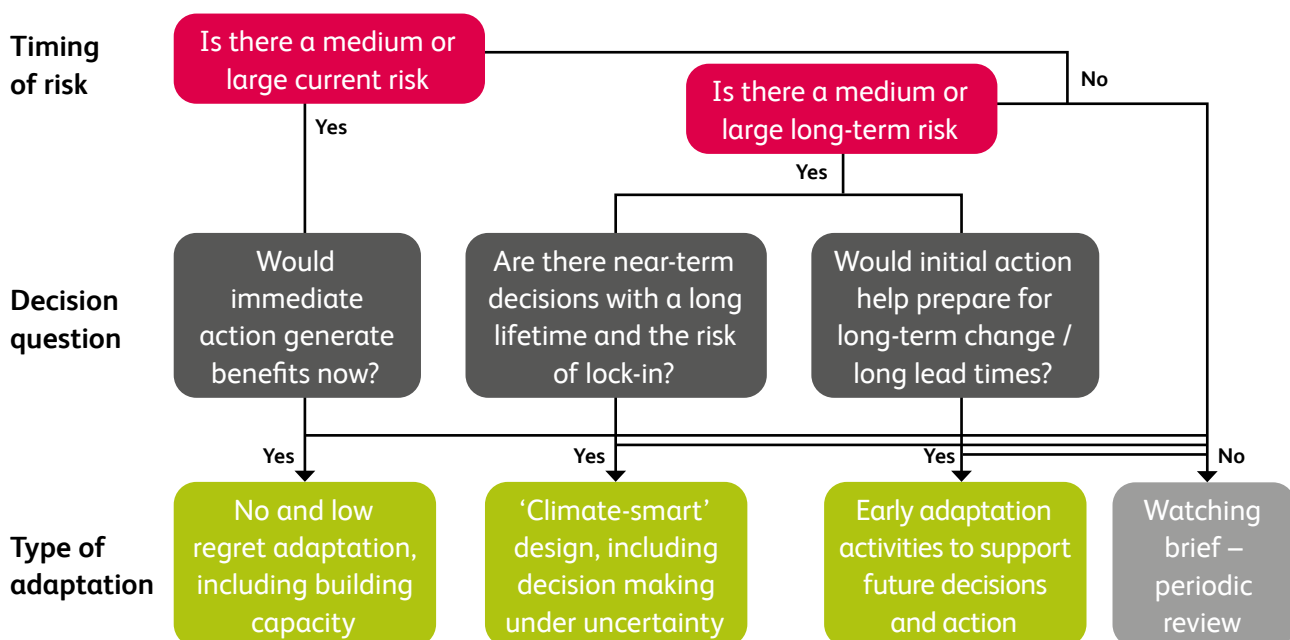 Timing
of risk
Is there a medium or
large current risk
No
Is there a medium or
large long-term risk
Yes
Yes
Decision
question
Would
immediate
action generate
benefits now?
Are there near-term
decisions with a long
lifetime and the risk
of lock-in?
Would initial action
help prepare for
long-term change /
long lead times?
Yes
Yes
Yes
No
Type of
adaptation
No and low
regret adaptation,
including building
capacity
‘Climate-smart’
design, including
decision making
under uncertainty
Early adaptation
activities to support
future decisions
and action
Watching
brief –
periodic
review